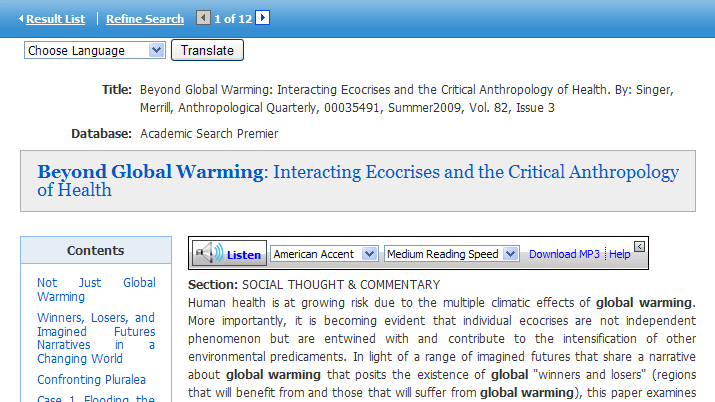 Result List | Refine Search 1 of 12
Choose Language Translate
Title: Beyond Global Warming: Interacting Ecocrises and the Critical Anthropology of Health. By: Singer,
Merrill, Anthropological Quarterly, 00035491, Summer2009, Vol. 82, Issue 3
Database: Academic Search Premier
Beyond Global Warming: Interacting Ecocrises and the Critical Anthropology
of Health
Contents
Not Just Global
Warming
Winners, Losers, and
Imagined Futures
Narratives in a
Changing World
Confronting Pluralea
Case 1 Flooding the
Listen American Accent Medium Reading Speed Download MP3 Help
Section: SOCIAL THOUGHT & COMMENTARY
Human health is at growing risk due to the multiple climatic effects of global warming.
More importantly, it is becoming evident that individual ecocrises are not independent
phenomenon but are entwined with and contribute to the intensification of other
environmental predicaments. In light of a range of imagined futures that share a narrative
about global warming that posits the existence of global "winners and losers" (regions
that will benefit from and those that will suffer from global warming), this paper examines